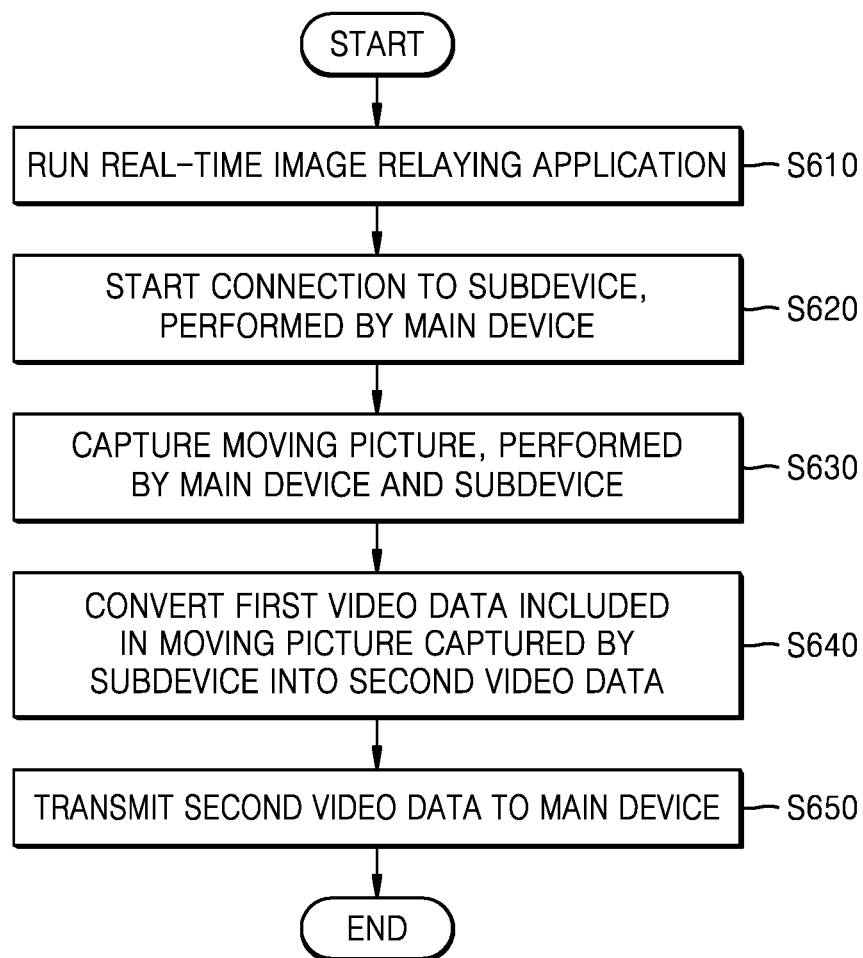 START
RUN REAL-TIME IMAGE RELAYING APPLICATION
S610
START CONNECTION TO SUBDEVICE,
PERFORMED BY MAIN DEVICE
S620
CAPTURE MOVING PICTURE, PERFORMED
BY MAIN DEVICE AND SUBDEVICE
S630
CONVERT FIRST VIDEO DATA INCLUDED
IN MOVING PICTURE CAPTURED BY
SUBDEVICE INTO SECOND VIDEO DATA
S640
TRANSMIT SECOND VIDEO DATA TO MAIN DEVICE
S650
END